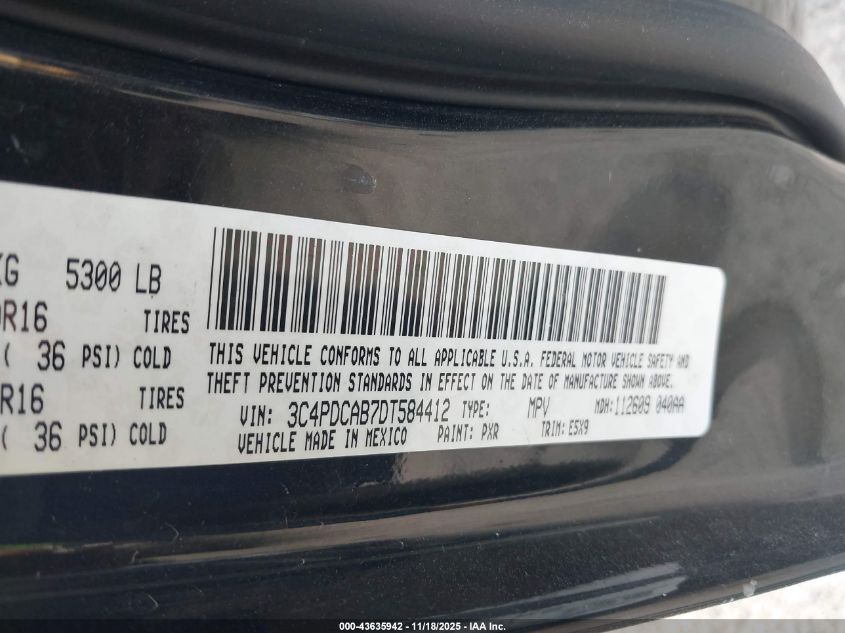 KG 5300 LB
R16 TIRES
( 36 PSI) COLD
R16 TIRES
( 36 PSI) COLD
THIS VEHICLE CONFORMS TO ALL APPLICABLE U.S.A. FEDERAL MOTOR VEHICLE SAFETY AND
THEFT PREVENTION STANDARDS IN EFFECT ON THE DATE OF MANUFACTURE SHOWN ABOVE.
VIN: 3C4PDCAB7DT584412 TYPE: MPV MDH: 112609 040AA
VEHICLE MADE IN MEXICO PAINT: PXR TRIM: E5X9
000-43635942 - 11/18/2025 - IAA Inc.